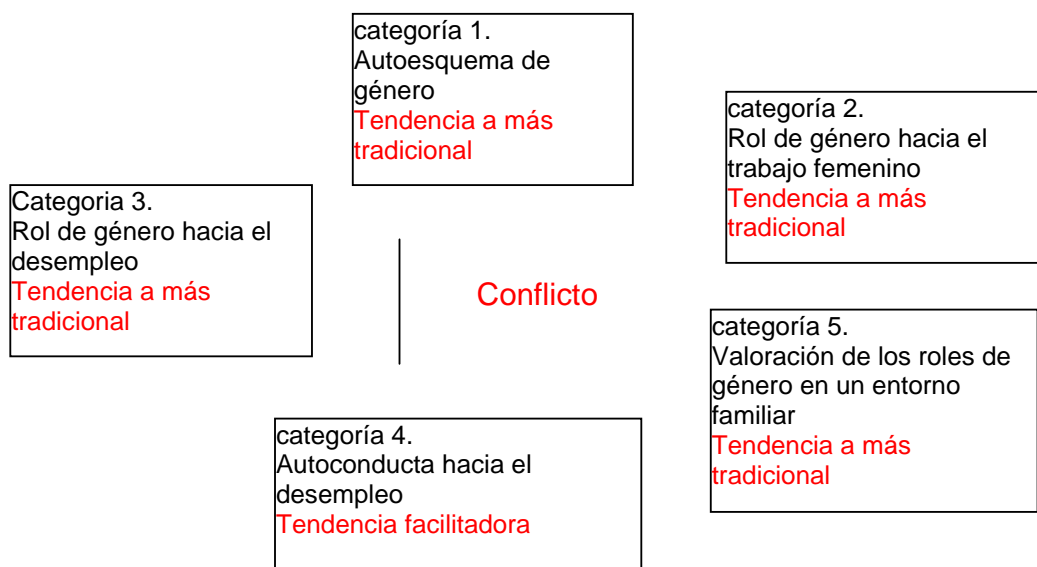 categoría 1.
Autoesquema de
género
Tendencia a más
tradicional
categoría 2.
Rol de género hacia el
trabajo femenino
Tendencia a más
tradicional
Categoria 3.
Rol de género hacia el
desempleo
Tendencia a más
tradicional
Conflicto
categoría 5.
Valoración de los roles de
género en un entorno
familiar
Tendencia a más
tradicional
categoría 4.
Autoconducta hacia el
desempleo
Tendencia facilitadora